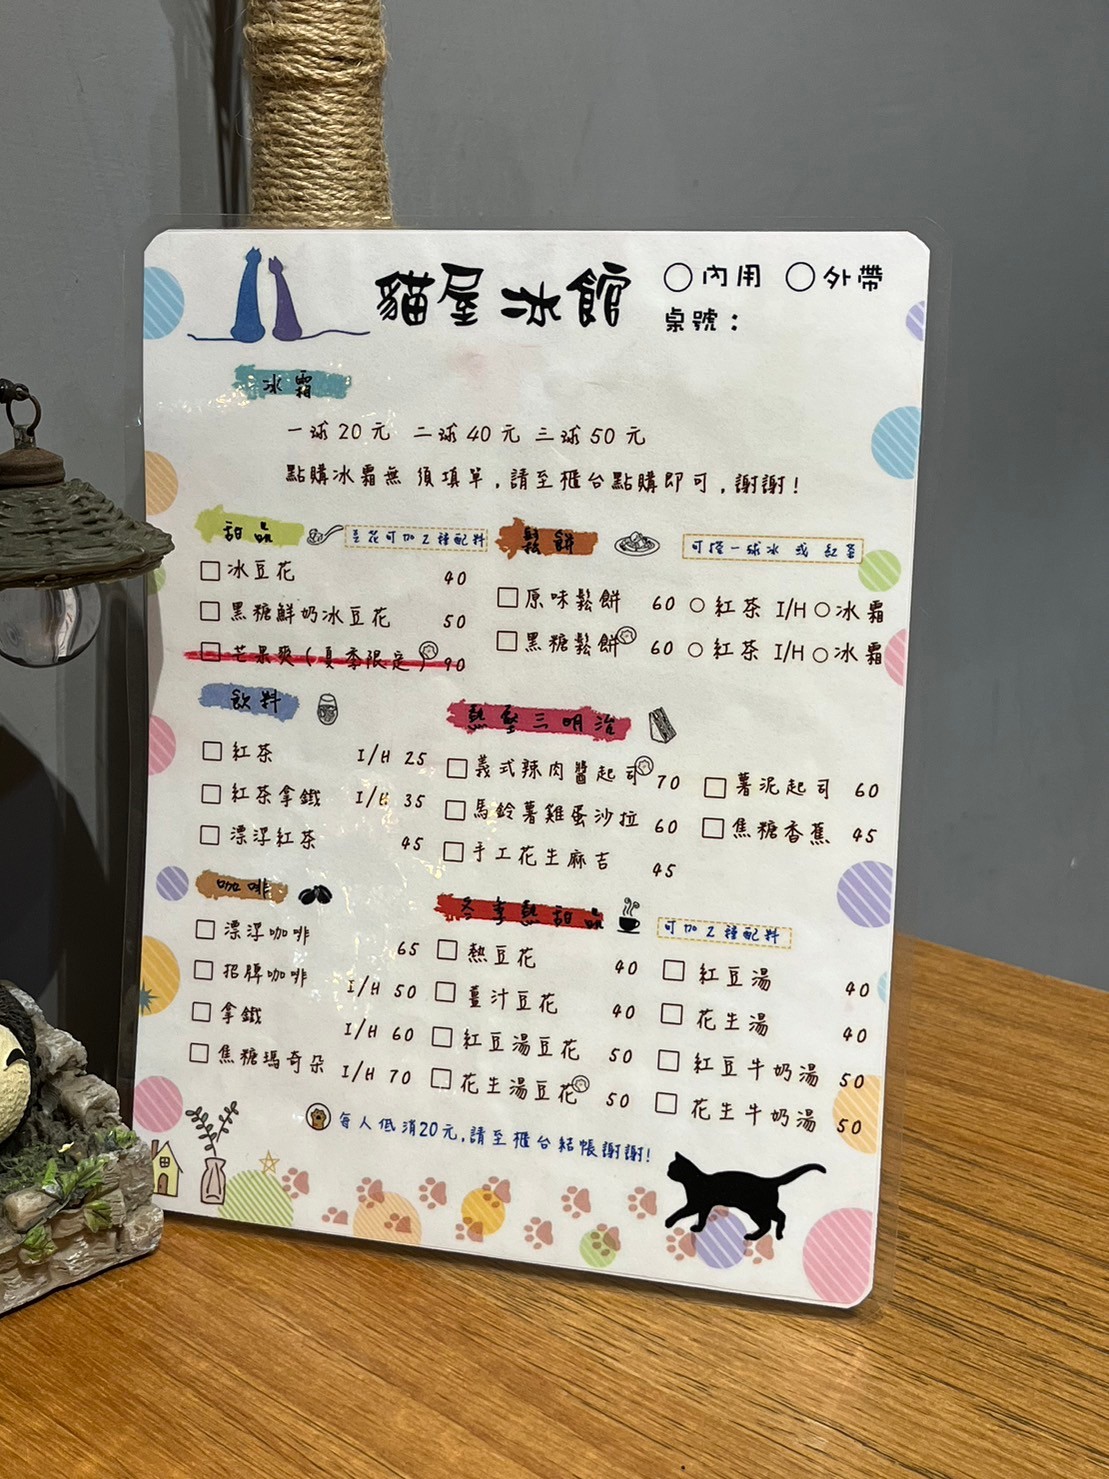 貓屋冰館 ○內用 ○外帶
桌號：
冰霜
一球20元 二球40元 三球50元
點購冰霜無須填單，請至櫃台點購即可，謝謝！
甜品 豆花可加2種配料
□冰豆花 40
□黑糖鮮奶冰豆花 50
□芒果爽（夏季限定） 90
鬆餅 可搭一球冰 或 紅茶
□原味鬆餅 60 ○紅茶 I/H ○冰霜
□黑糖鬆餅 60 ○紅茶 I/H ○冰霜
飲料
□紅茶 I/H 25
□紅茶拿鐵 I/H 35
□漂浮紅茶 45
熱壓三明治
□義式辣肉醬起司 70
□馬鈴薯雞蛋沙拉 60
□手工花生麻吉 45
□薯泥起司 60
□焦糖香蕉 45
咖啡
□漂浮咖啡 65
□招牌咖啡 I/H 50
□拿鐵 I/H 60
□焦糖瑪奇朵 I/H 70
冬季熱甜品 可加2種配料
□熱豆花 40
□薑汁豆花 40
□紅豆湯豆花 50
□花生湯豆花 50
□紅豆湯 40
□花生湯 40
□紅豆牛奶湯 50
□花生牛奶湯 50
每人低消20元，請至櫃台結帳謝謝！